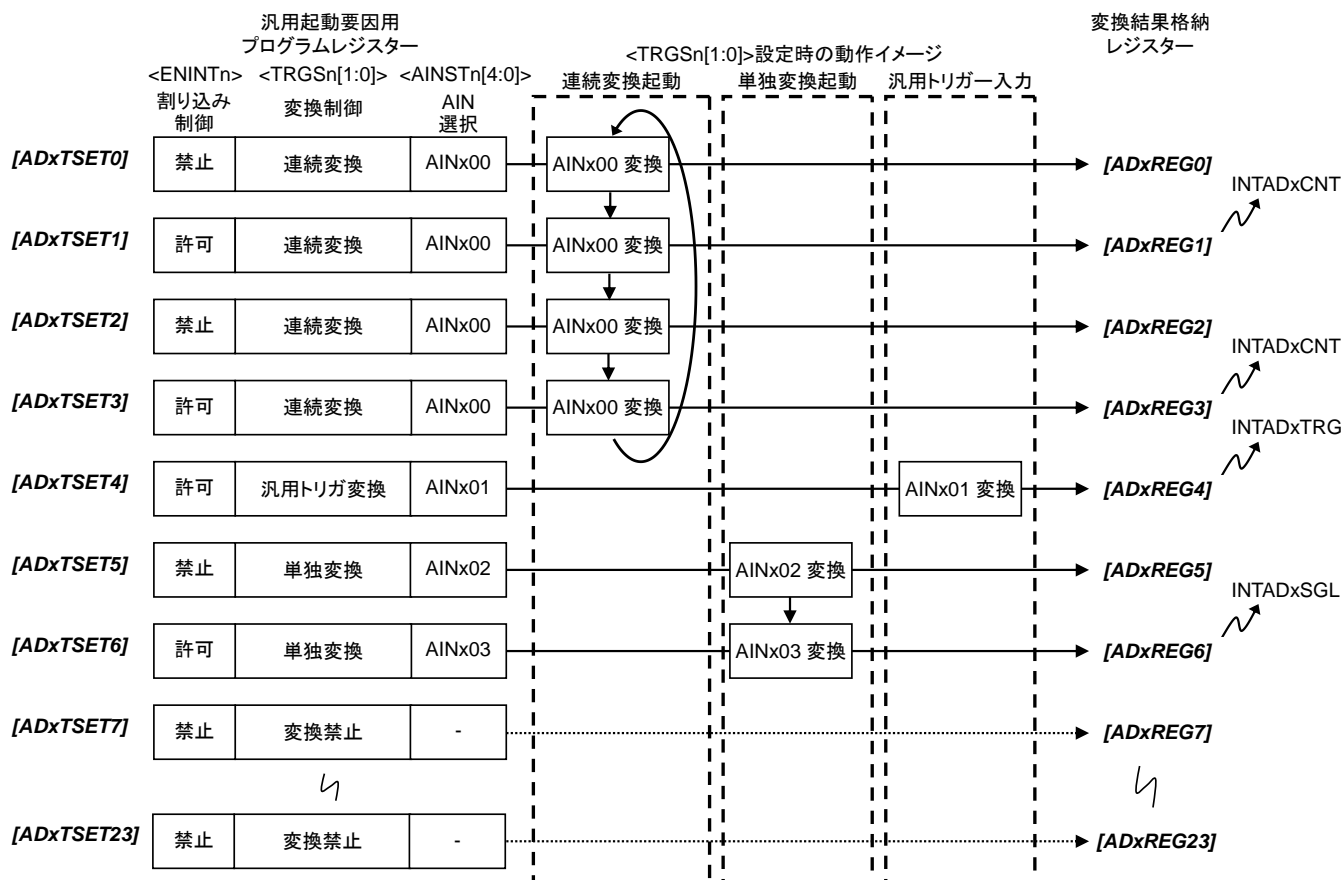 汎用起動要因用
プログラムレジスター
変換結果格納
レジスター
<TRGSn[1:0]>設定時の動作イメージ
<ENINTn> <TRGSn[1:0]> <AINSTn[4:0]>
連続変換起動 単独変換起動 汎用トリガー入力
割り込み
制御
変換制御
AIN
選択
[ADxTSET0] 禁止 連続変換 AINx00 AINx00 変換 [ADxREG0]
INTADxCNT
[ADxTSET1] 許可 連続変換 AINx00 AINx00 変換 [ADxREG1]
[ADxTSET2] 禁止 連続変換 AINx00 AINx00 変換 [ADxREG2]
INTADxCNT
[ADxTSET3] 許可 連続変換 AINx00 AINx00 変換 [ADxREG3]
INTADxTRG
[ADxTSET4] 許可 汎用トリガ変換 AINx01 AINx01 変換 [ADxREG4]
[ADxTSET5] 禁止 単独変換 AINx02 AINx02 変換 [ADxREG5]
INTADxSGL
[ADxTSET6] 許可 単独変換 AINx03 AINx03 変換 [ADxREG6]
[ADxTSET7] 禁止 変換禁止 - [ADxREG7]
[ADxTSET23] 禁止 変換禁止 - [ADxREG23]